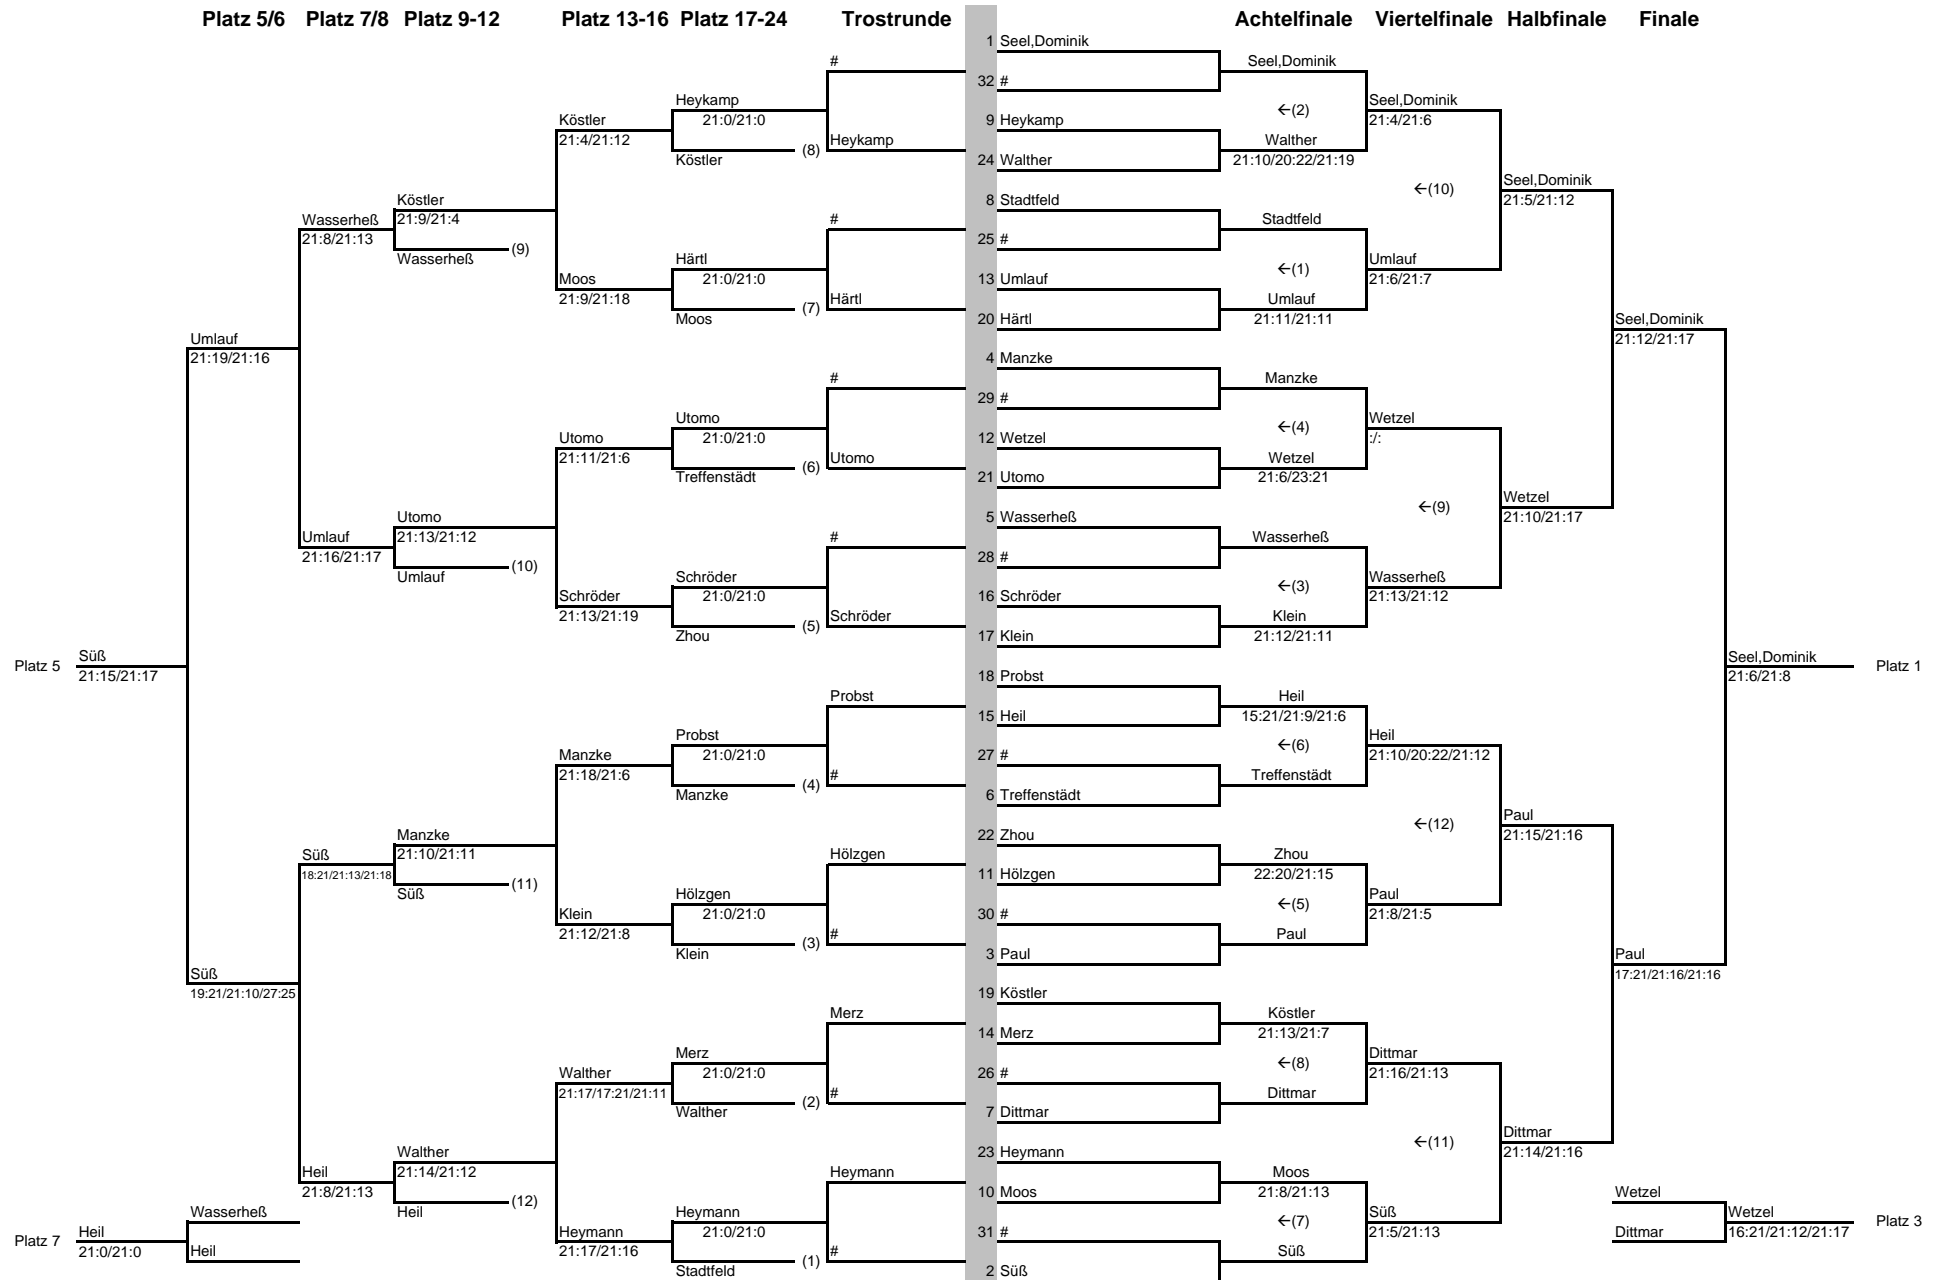 Platz 5/6 Platz 7/8 Platz 9-12 Platz 13-16 Platz 17-24 Trostrunde Achtelfinale Viertelfinale Halbfinale Finale
1 Seel,Dominik
# Seel,Dominik
32 #
Heykamp Seel,Dominik
Köstler 21:0/21:0 9 Heykamp ←(2) 21:4/21:6
21:4/21:12 (8) Heykamp Walther
Köstler 24 Walther 21:10/20:22/21:19
Seel,Dominik
Köstler 8 Stadtfeld ←(10) 21:5/21:12
Wasserheß 21:9/21:4 # Stadtfeld
21:8/21:13 25 #
Wasserheß (9) Härtl Umlauf
Moos 21:0/21:0 13 Umlauf ←(1) 21:6/21:7
21:9/21:18 (7) Härtl Umlauf
Moos 20 Härtl 21:11/21:11 Seel,Dominik
Umlauf 21:12/21:17
21:19/21:16 4 Manzke
# Manzke
29 #
Utomo Wetzel
Utomo 21:0/21:0 12 Wetzel ←(4) :/:
21:11/21:6 (6) Utomo Wetzel
Treffenstädt 21 Utomo 21:6/23:21
Wetzel
Utomo 5 Wasserheß ←(9) 21:10/21:17
Umlauf 21:13/21:12 # Wasserheß
21:16/21:17 28 #
Umlauf (10) Schröder Wasserheß
Schröder 21:0/21:0 16 Schröder ←(3) 21:13/21:12
21:13/21:19 (5) Schröder Klein
Zhou 17 Klein 21:12/21:11
Platz 5 Süß Seel,Dominik Platz 1
21:15/21:17 18 Probst 21:6/21:8
Probst Heil
15 Heil 15:21/21:9/21:6
Probst Heil
Manzke 21:0/21:0 27 # ←(6) 21:10/20:22/21:12
21:18/21:6 (4) # Treffenstädt
Manzke 6 Treffenstädt
Paul
Manzke 22 Zhou ←(12) 21:15/21:16
Süß 21:10/21:11 Hölzgen Zhou
18:21/21:13/21:18 11 Hölzgen 22:20/21:15
Süß (11) Hölzgen Paul
Klein 21:0/21:0 30 # ←(5) 21:8/21:5
21:12/21:8 (3) # Paul
Klein 3 Paul Paul
Süß 17:21/21:16/21:16
19:21/21:10/27:25 19 Köstler
Merz Köstler
14 Merz 21:13/21:7
Merz Dittmar
Walther 21:0/21:0 26 # ←(8) 21:16/21:13
21:17/17:21/21:11 (2) # Dittmar
Walther 7 Dittmar
Dittmar
Walther 23 Heymann ←(11) 21:14/21:16
Heil 21:14/21:12 Heymann Moos
21:8/21:13 10 Moos 21:8/21:13 Wetzel
Wasserheß Heil (12) Heymann Süß Wetzel
Platz 7 Heil Heymann 21:0/21:0 31 # ←(7) 21:5/21:13 Dittmar 16:21/21:12/21:17 Platz 3
21:0/21:0 Heil 21:17/21:16 (1) # Süß
Stadtfeld 2 Süß